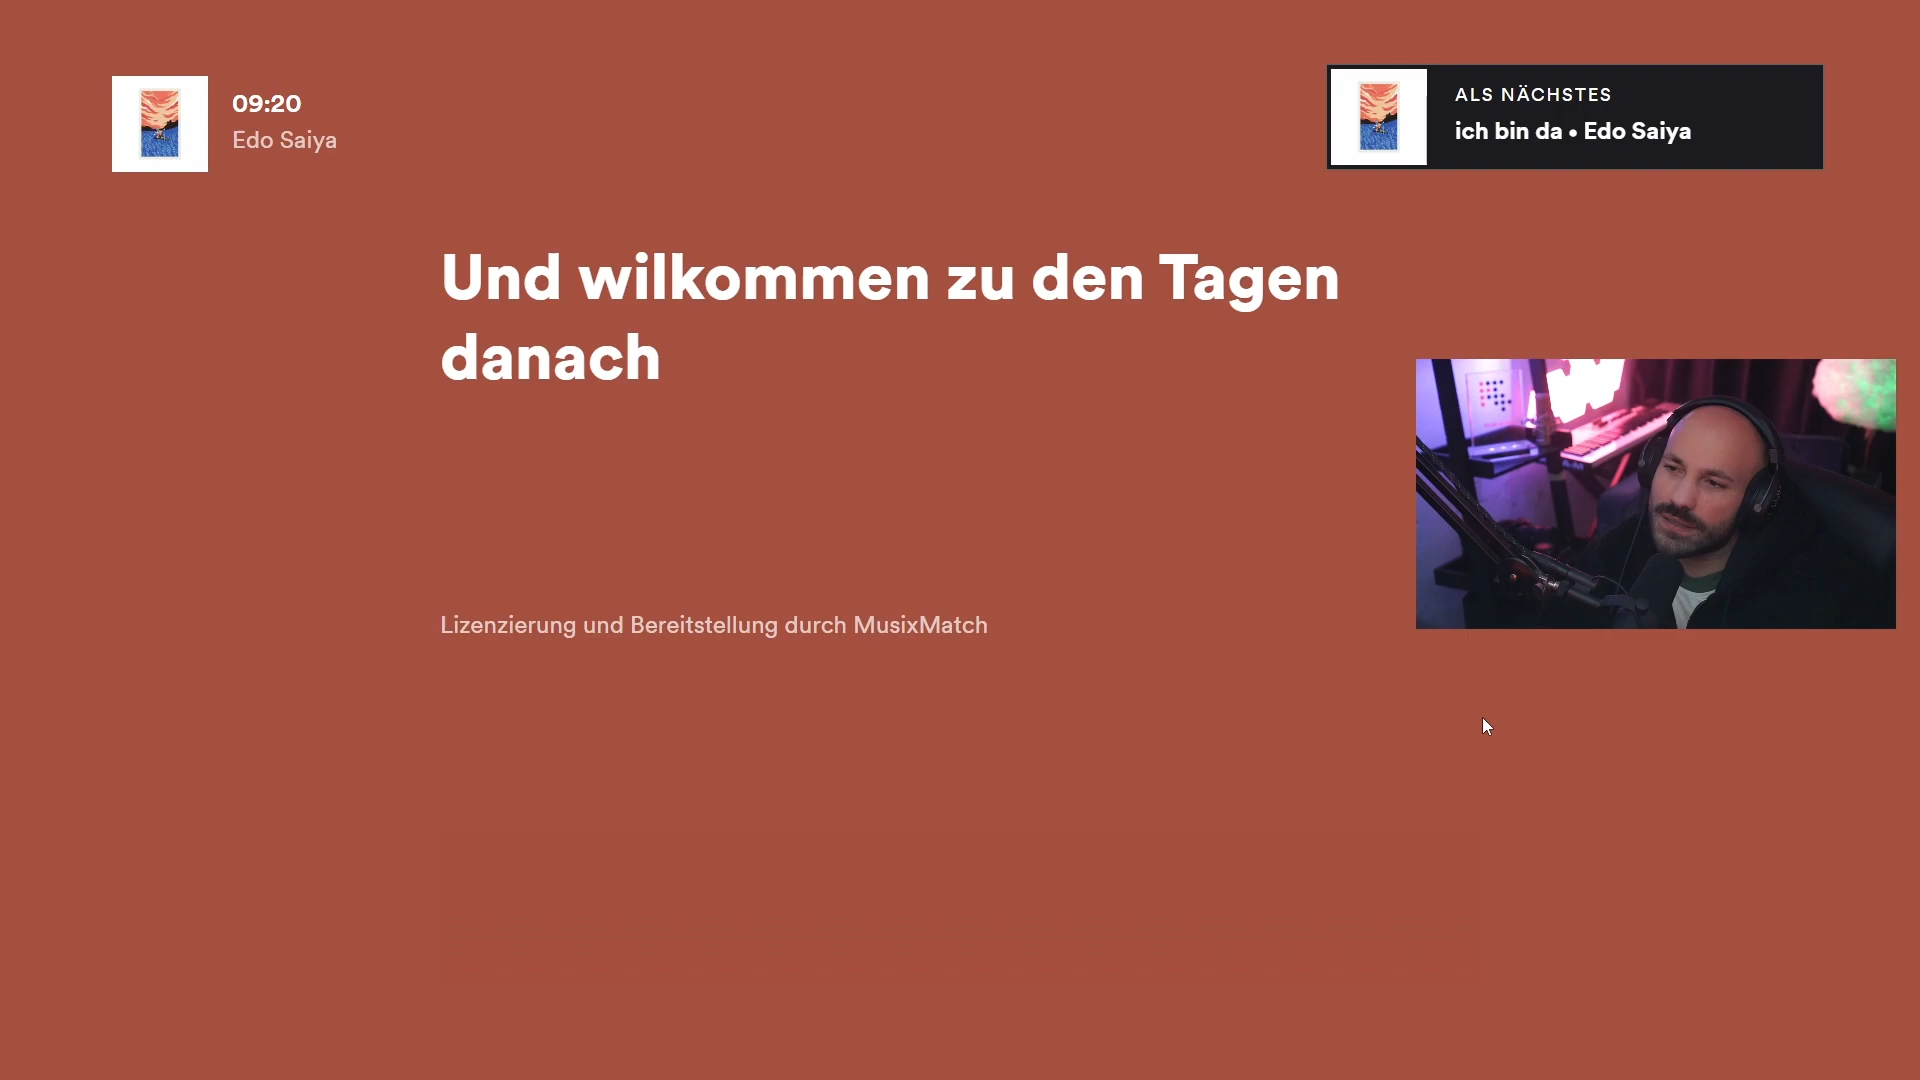 09:20
Edo Saiya
ALS NÄCHSTES
ich bin da • Edo Saiya
Und wilkommen zu den Tagen
danach
Lizenzierung und Bereitstellung durch MusixMatch